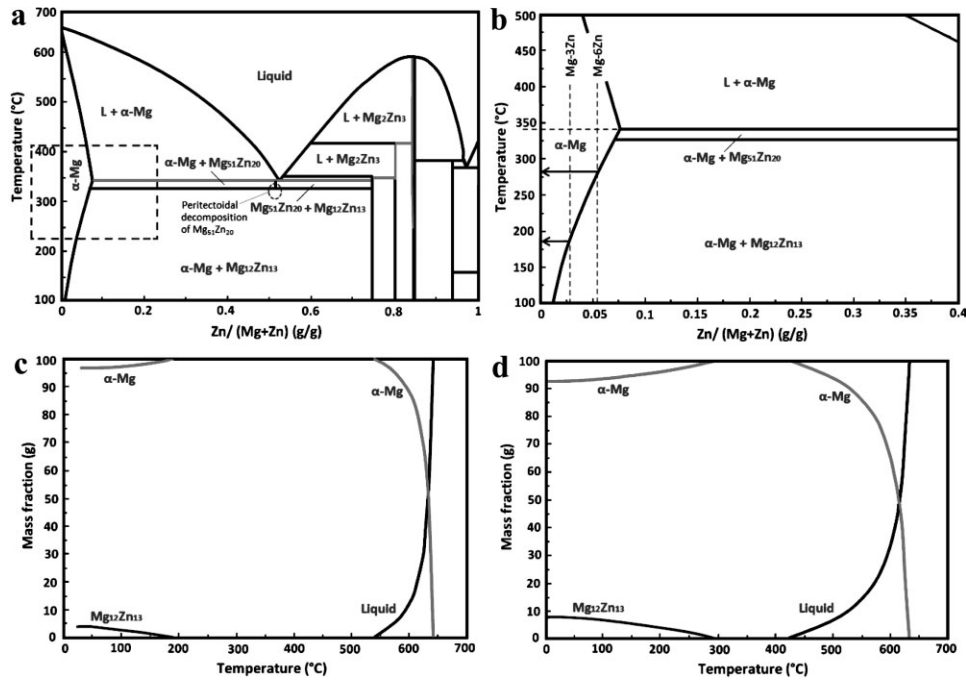 a
700
600
500
400
300
200
100
Temperature (°C)
Liquid
L + α-Mg
α-Mg
L + Mg2Zn3
α-Mg + Mg51Zn20
L + Mg2Zn3
Peritectoidal
decomposition
of Mg51Zn20
Mg51Zn20 + Mg12Zn13
α-Mg + Mg12Zn13
0
0.2
0.4
0.6
0.8
1
Zn/ (Mg+Zn) (g/g)
b
500
450
400
350
300
250
200
150
100
Temperature (°C)
Mg-3Zn
Mg-6Zn
L + α-Mg
α-Mg
α-Mg + Mg51Zn20
α-Mg + Mg12Zn13
0
0.05
0.1
0.15
0.2
0.25
0.3
0.35
0.4
Zn/ (Mg+Zn) (g/g)
c
100
90
80
70
60
50
40
30
20
10
0
Mass fraction (g)
α-Mg
α-Mg
Mg12Zn13
Liquid
0
100
200
300
400
500
600
700
Temperature (°C)
d
100
90
80
70
60
50
40
30
20
10
0
Mass fraction (g)
α-Mg
α-Mg
Mg12Zn13
Liquid
0
100
200
300
400
500
600
700
Temperature (°C)